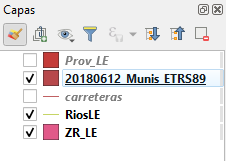 Capas
Prov_LE
20180612_Munis_ETRS89
carreteras
RiosLE
ZR_LE